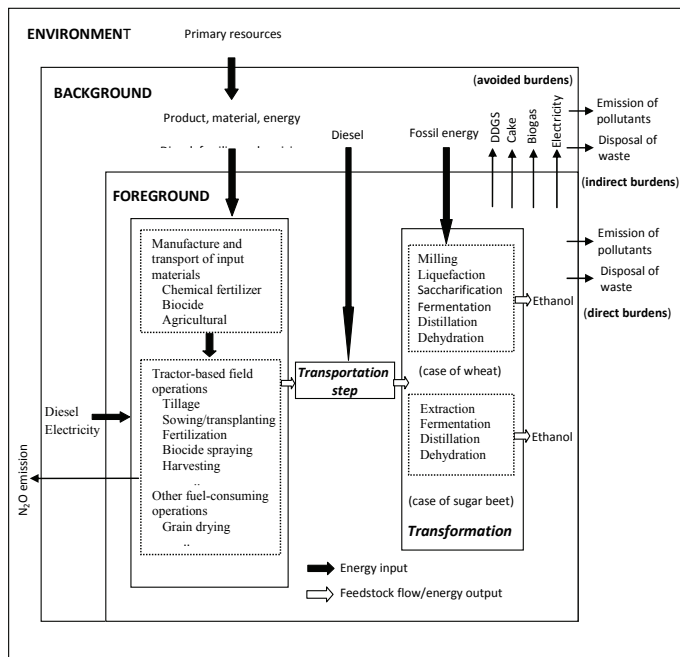 ENVIRONMENT
Primary resources
BACKGROUND
(avoided burdens)
Product, material, energy
Diesel
Fossil energy
DDGS
Cake
Biogas
Electricity
Emission of
pollutants
Disposal of
waste
(indirect burdens)
FOREGROUND
Manufacture and
transport of input
materials
Chemical fertilizer
Biocide
Agricultural
Tractor-based field
operations
Tillage
Sowing/transplanting
Fertilization
Biocide spraying
Harvesting
..
Other fuel-consuming
operations
Grain drying
..
Diesel
Electricity
N₂O emission
Transportation
step
Milling
Liquefaction
Saccharification
Fermentation
Distillation
Dehydration
Ethanol
(case of wheat)
Extraction
Fermentation
Distillation
Dehydration
Ethanol
(case of sugar beet)
Transformation
Emission of
pollutants
Disposal of
waste
(direct burdens)
Energy input
Feedstock flow/energy output